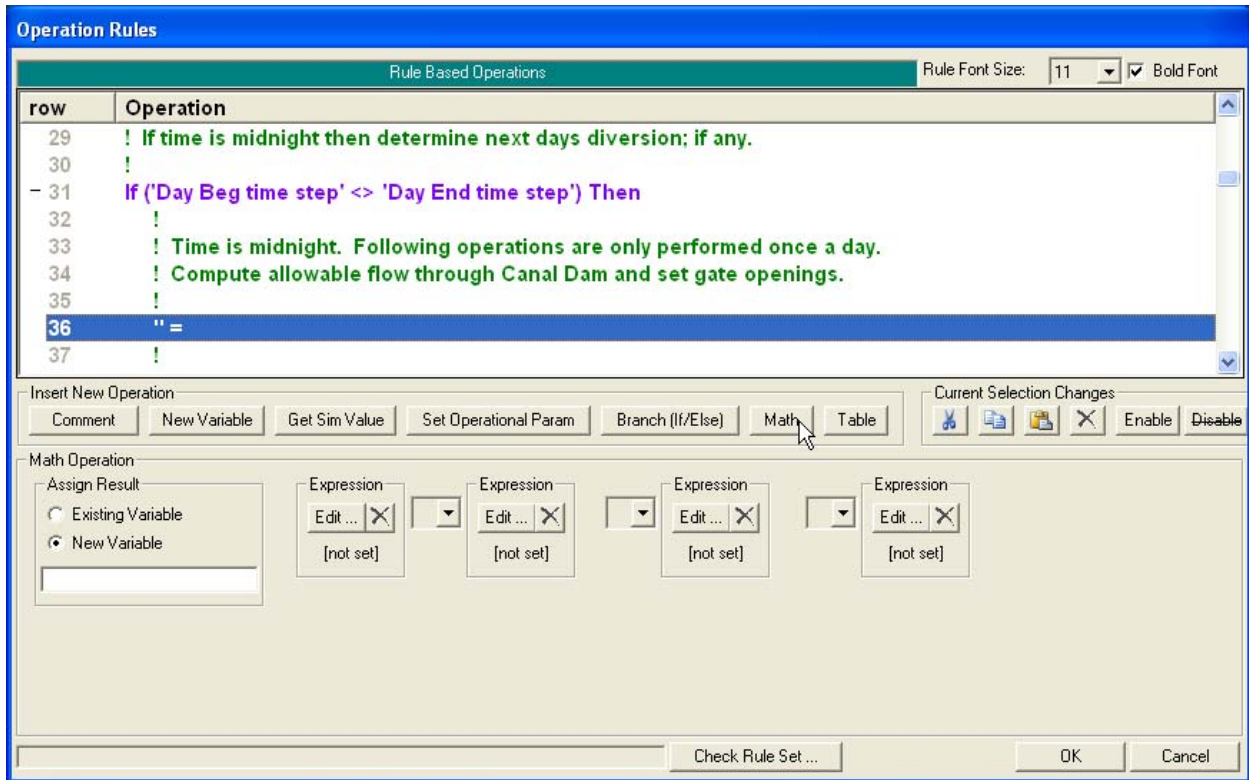 Operation Rules
Rule Based Operations Rule Font Size: 11 Bold Font
row Operation
29 ! If time is midnight then determine next days diversion; if any.
30 !
− 31 If ('Day Beg time step' <> 'Day End time step') Then
32 !
33 ! Time is midnight. Following operations are only performed once a day.
34 ! Compute allowable flow through Canal Dam and set gate openings.
35 !
36 '' =
37 !
Insert New Operation Current Selection Changes
Comment New Variable Get Sim Value Set Operational Param Branch (If/Else) Math Table Enable Disable
Math Operation
Assign Result Expression Expression Expression Expression
Existing Variable Edit ... Edit ... Edit ... Edit ...
New Variable [not set] [not set] [not set] [not set]
Check Rule Set ... OK Cancel